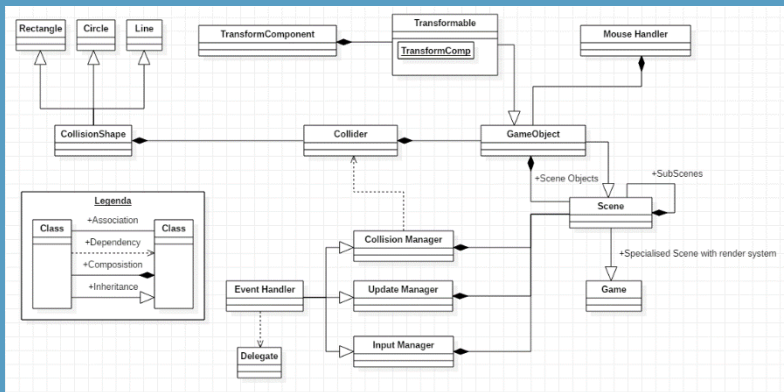 Rectangle
Circle
Line
TransformComponent
Transformable
TransformComp
Mouse Handler
CollisionShape
Collider
GameObject
+Scene Objects
+SubScenes
Scene
Legenda
Class
+Association
Class
+Dependency
+Composistion
+Inheritance
Collision Manager
+Specialised Scene with render system
Event Handler
Update Manager
Game
Input Manager
Delegate